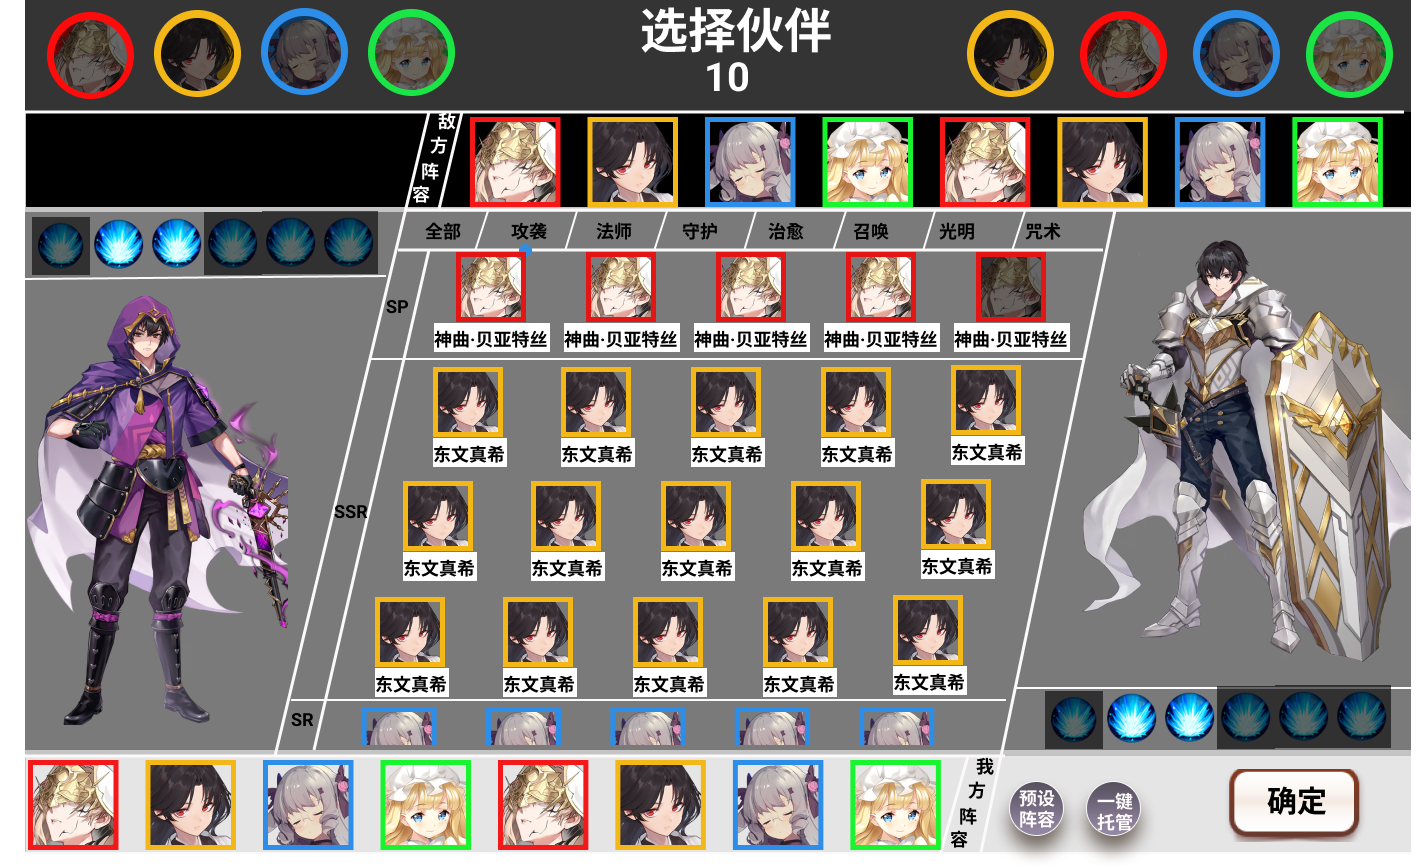 选择伙伴
10
敌方阵容
全部 攻袭 法师 守护 治愈 召唤 光明 咒术
SP
神曲·贝亚特丝 神曲·贝亚特丝 神曲·贝亚特丝 神曲·贝亚特丝 神曲·贝亚特丝
东文真希 东文真希 东文真希 东文真希 东文真希
SSR
东文真希 东文真希 东文真希 东文真希 东文真希
东文真希 东文真希 东文真希 东文真希 东文真希
SR
我方阵容
预设
阵容
一键
托管
确定